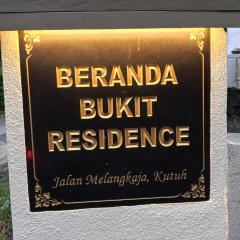 BERANDA
BUKIT
RESIDENCE
Jalan Melangkaja, Kutuh